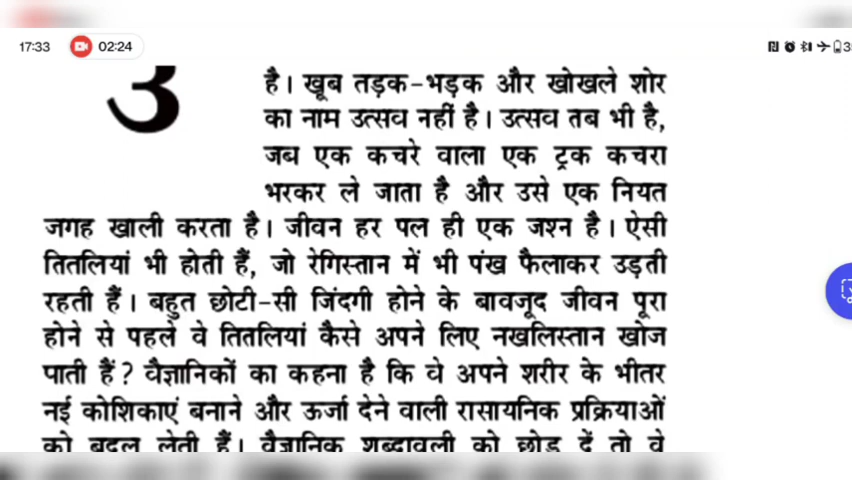 17:33 02:24
है। खूब तड़क-भड़क और खोखले शोर
का नाम उत्सव नहीं है। उत्सव तब भी है,
जब एक कचरे वाला एक ट्रक कचरा
भरकर ले जाता है और उसे एक नियत
जगह खाली करता है। जीवन हर पल ही एक जश्न है। ऐसी
तितलियां भी होती हैं, जो रेगिस्तान में भी पंख फैलाकर उड़ती
रहती हैं। बहुत छोटी-सी जिंदगी होने के बावजूद जीवन पूरा
होने से पहले वे तितलियां कैसे अपने लिए नखलिस्तान खोज
पाती हैं? वैज्ञानिकों का कहना है कि वे अपने शरीर के भीतर
नई कोशिकाएं बनाने और ऊर्जा देने वाली रासायनिक प्रक्रियाओं
को बदल लेती हैं। वैज्ञानिक शब्दावली को छोड़ दें तो वे